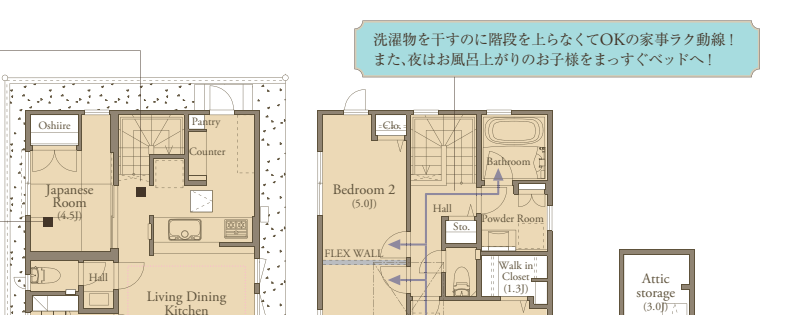 洗濯物を干すのに階段を上らなくてOKの家事ラク動線！
また、夜はお風呂上がりのお子様をまっすぐベッドへ！
Oshiire
Pantry
Counter
Japanese
Room
(4.5J)
Hall
Living Dining
Kitchen
Clo.
Bathroom
Bedroom 2
(5.0J)
Hall
Powder Room
Sto.
FLEX WALL
Walk in
Closet
(1.3J)
Attic
storage
(3.0J)